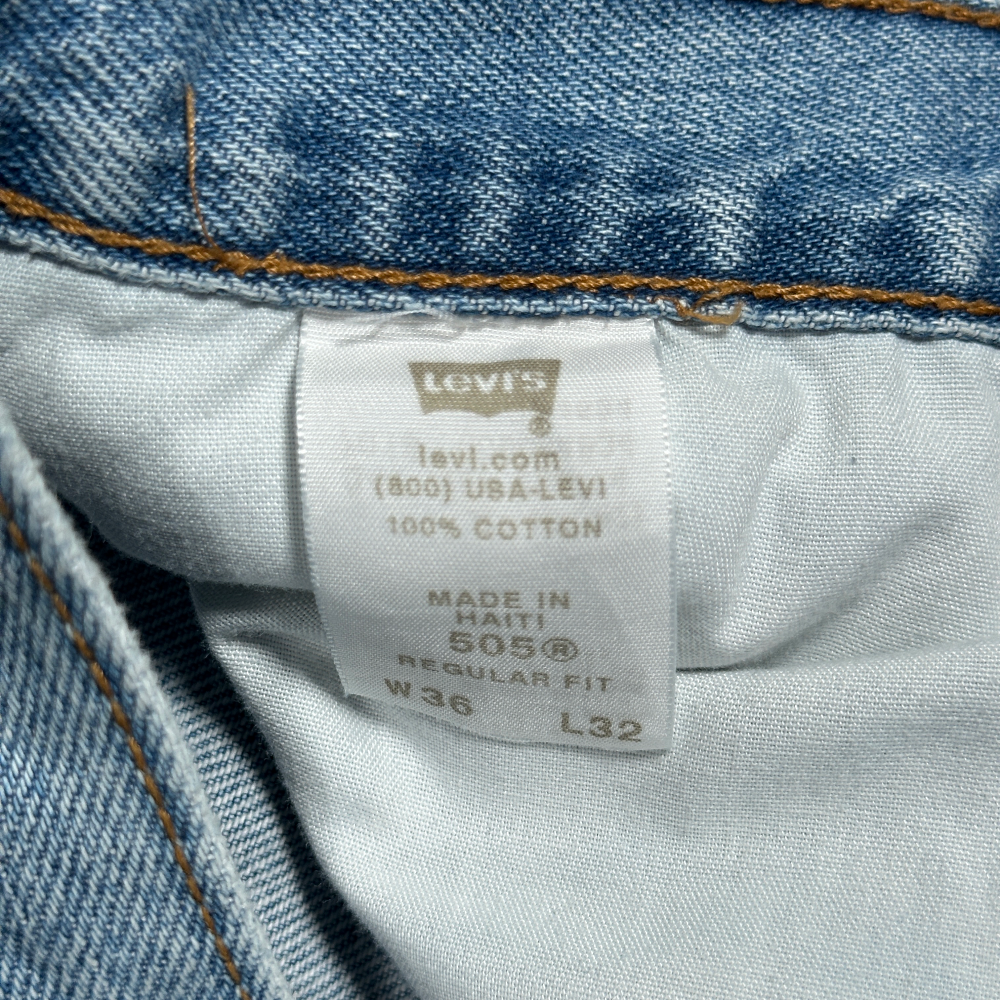 LEVI'S
®
levi.com
(800) USA-LEVI
100% COTTON
MADE IN
HAITI
505®
REGULAR FIT
W 36 L32